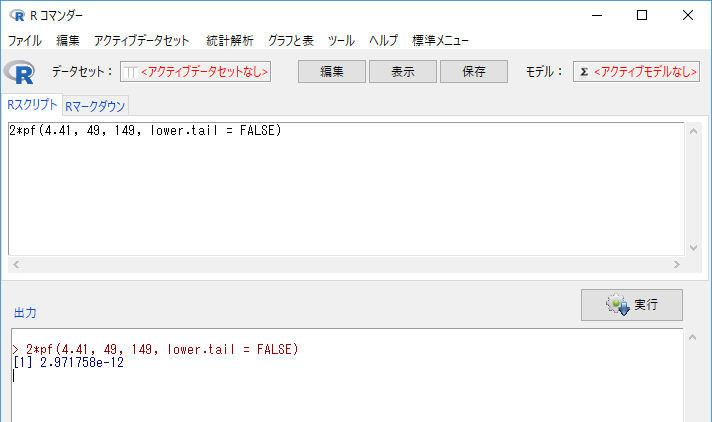 R コマンダー
ファイル 編集 アクティブデータセット 統計解析 グラフと表 ツール ヘルプ 標準メニュー
R データセット： <アクティブデータセットなし> 編集 表示 保存 モデル： Σ <アクティブモデルなし>
Rスクリプト Rマークダウン
2*pf(4.41, 49, 149, lower.tail = FALSE)
実行
出力
> 2*pf(4.41, 49, 149, lower.tail = FALSE)
[1] 2.971758e-12